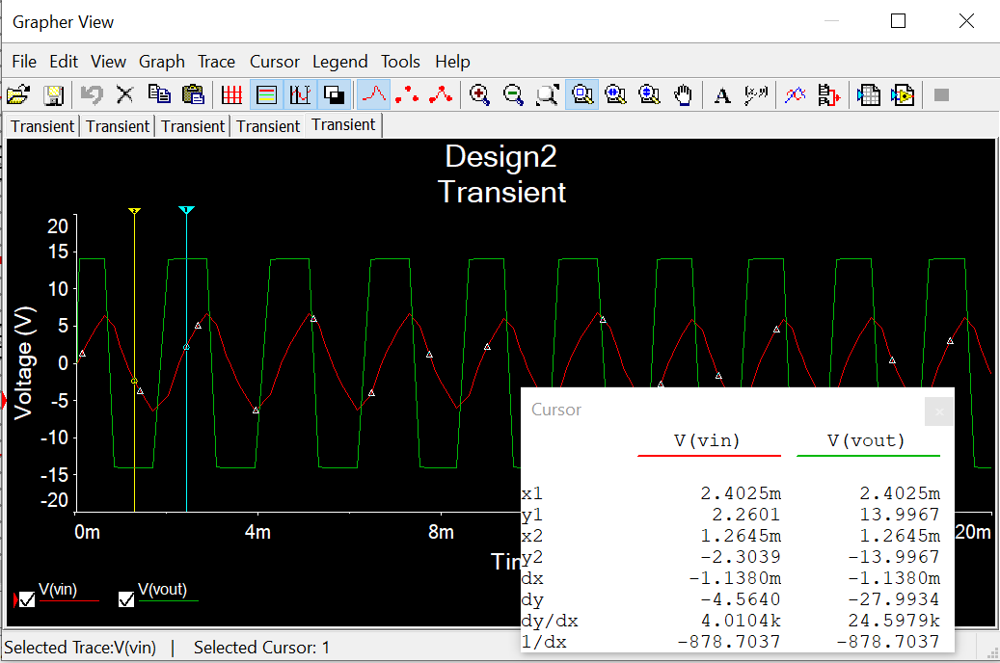 Grapher View
File Edit View Graph Trace Cursor Legend Tools Help
Transient Transient Transient Transient Transient
Design2
Transient
20
15
10
5
0
-5
-10
-15
-20
Voltage (V)
0m 4m 8m 20m
V(vin) V(vout)
Cursor
V(vin) V(vout)
x1 2.4025m 2.4025m
y1 2.2601 13.9967
x2 1.2645m 1.2645m
y2 -2.3039 -13.9967
dx -1.1380m -1.1380m
dy -4.5640 -27.9934
dy/dx 4.0104k 24.5979k
1/dx -878.7037 -878.7037
Selected Trace:V(vin) | Selected Cursor: 1